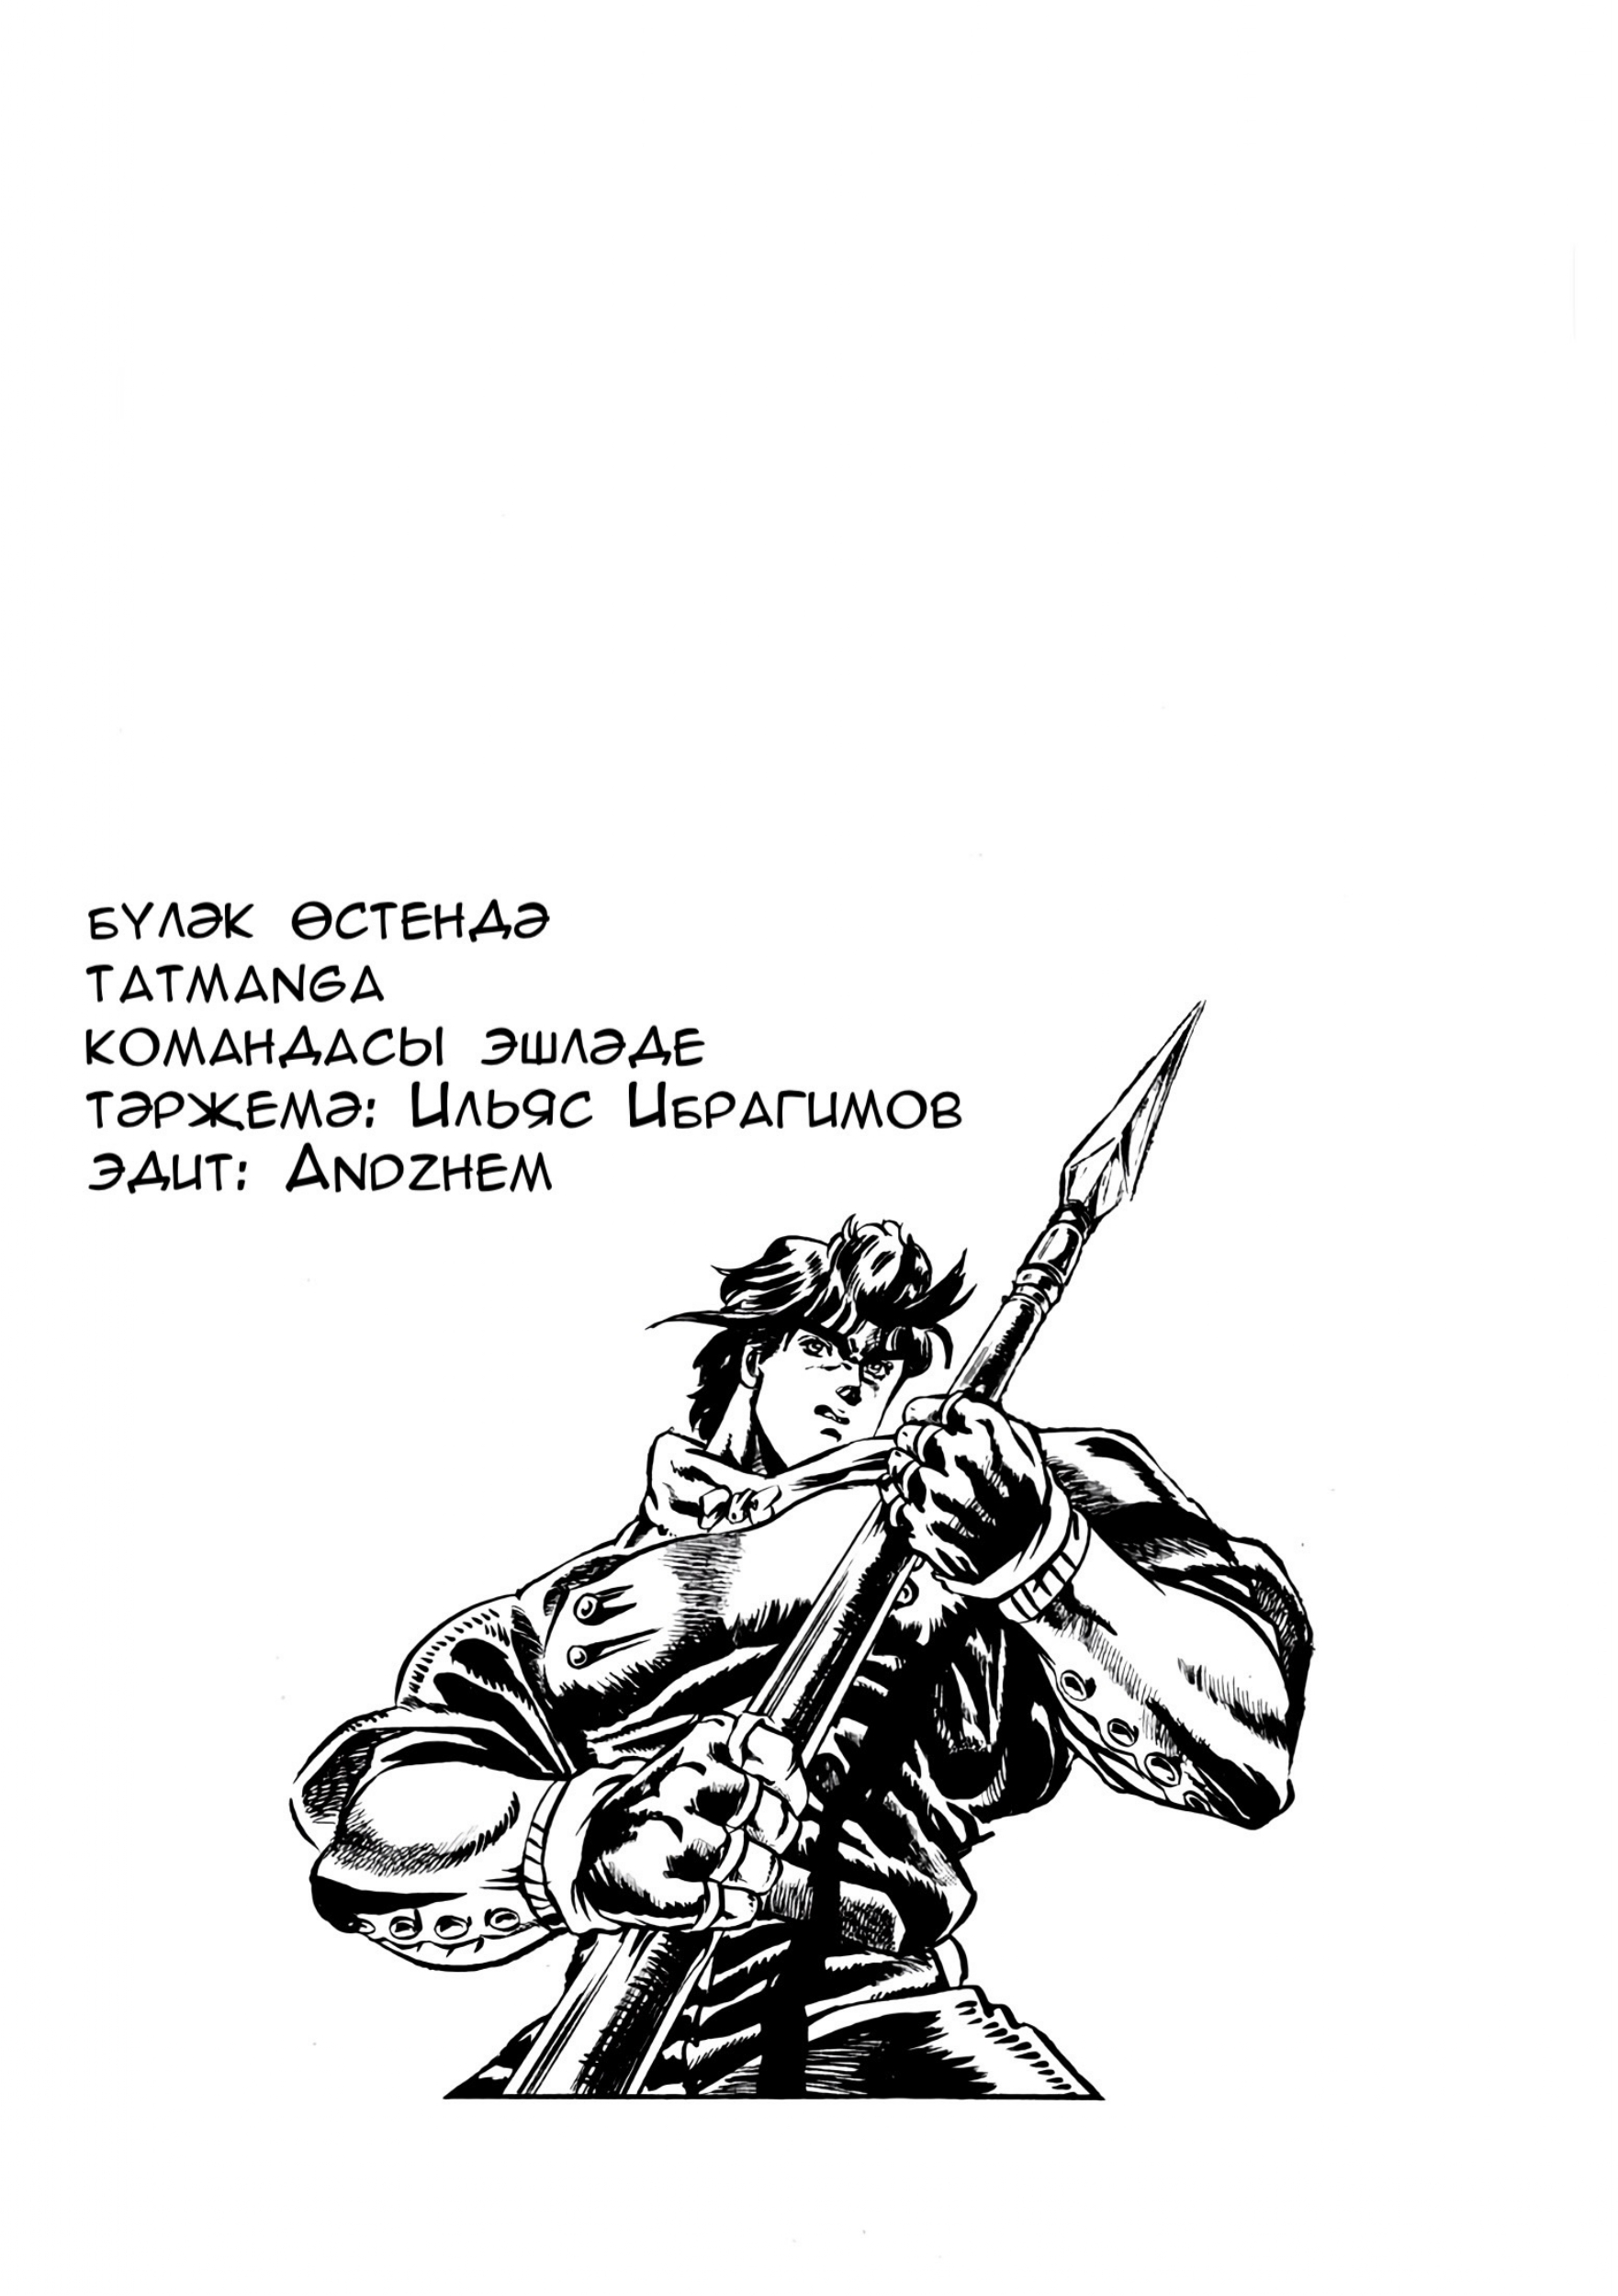 бүләк өстендә
tatmanga
командасы эшләде
тәрҗемә: Ильяс Ибрагимов
эдит: Andzhem